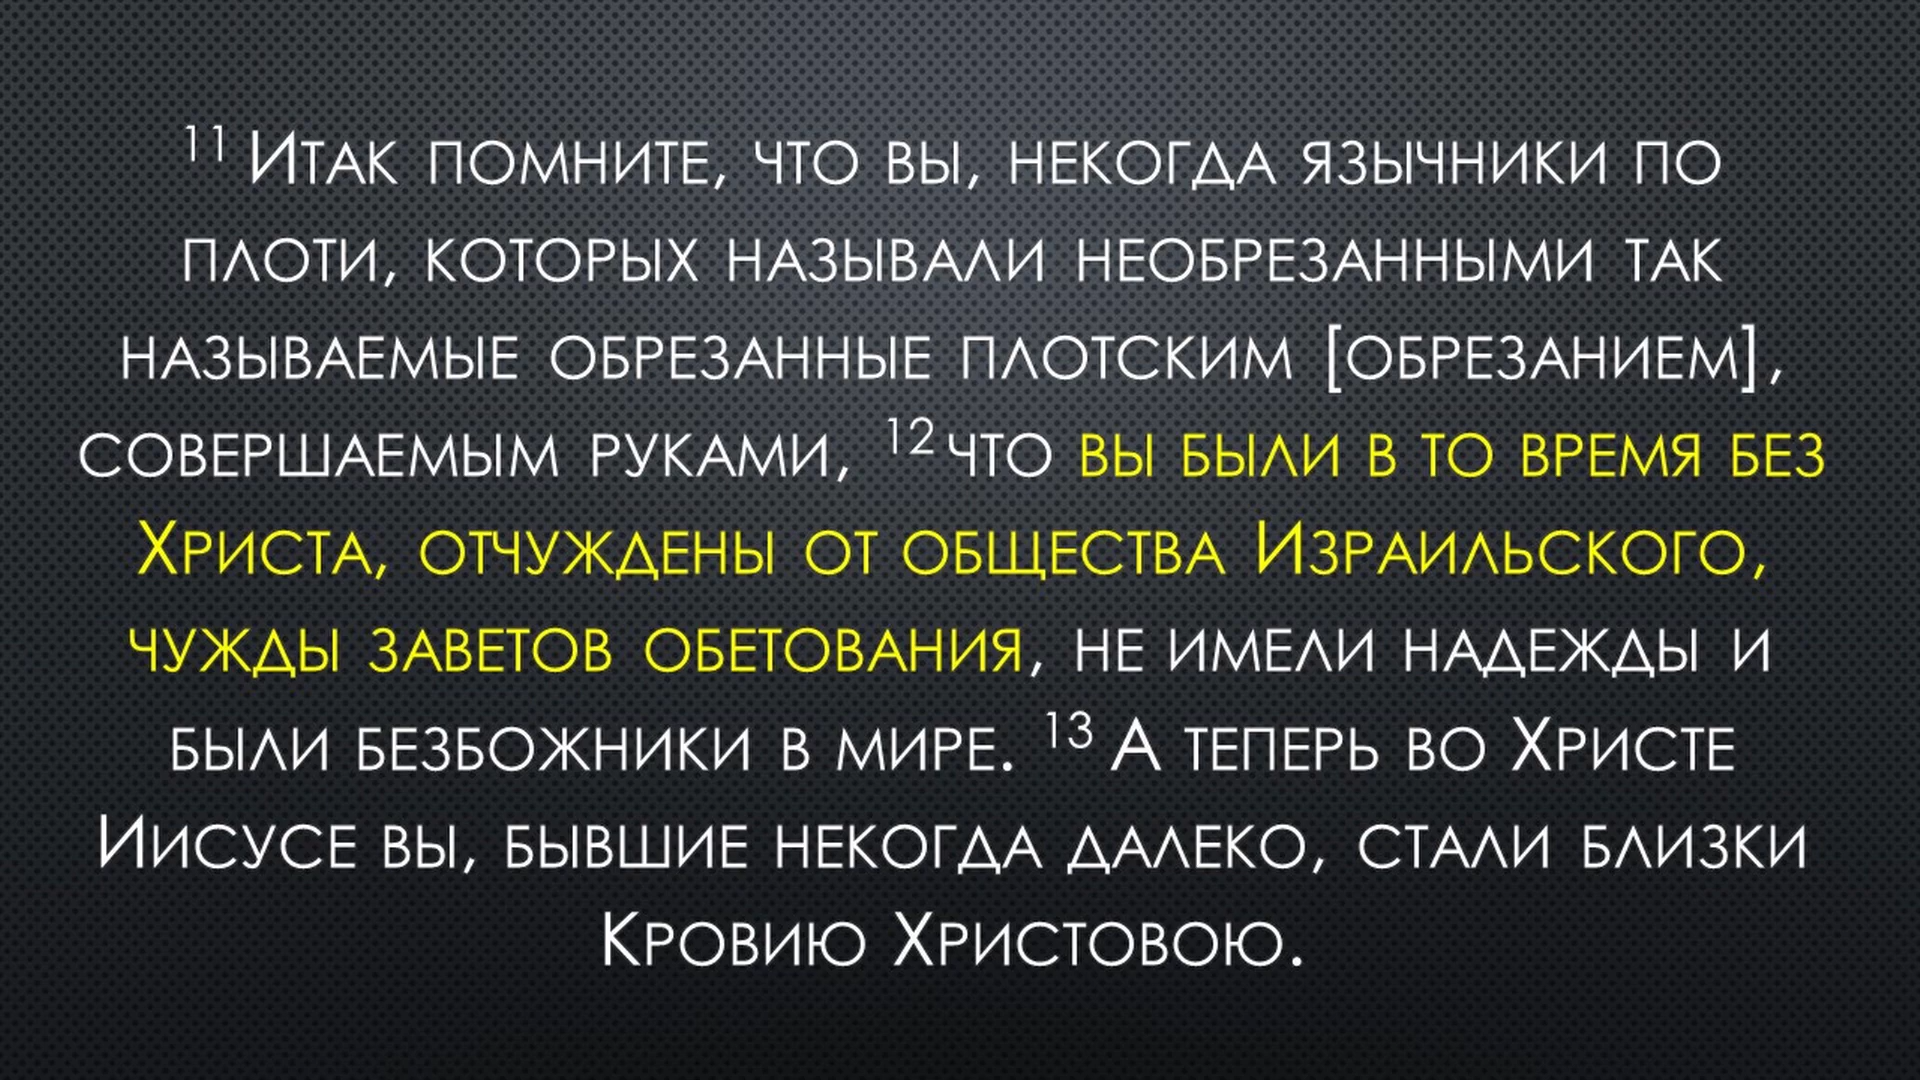 11 Итак помните, что вы, некогда язычники по
плоти, которых называли необрезанными так
называемые обрезанные плотским [обрезанием],
совершаемым руками, 12 что вы были в то время без
Христа, отчуждены от общества Израильского,
чужды заветов обетования, не имели надежды и
были безбожники в мире. 13 А теперь во Христе
Иисусе вы, бывшие некогда далеко, стали близки
Кровию Христовою.